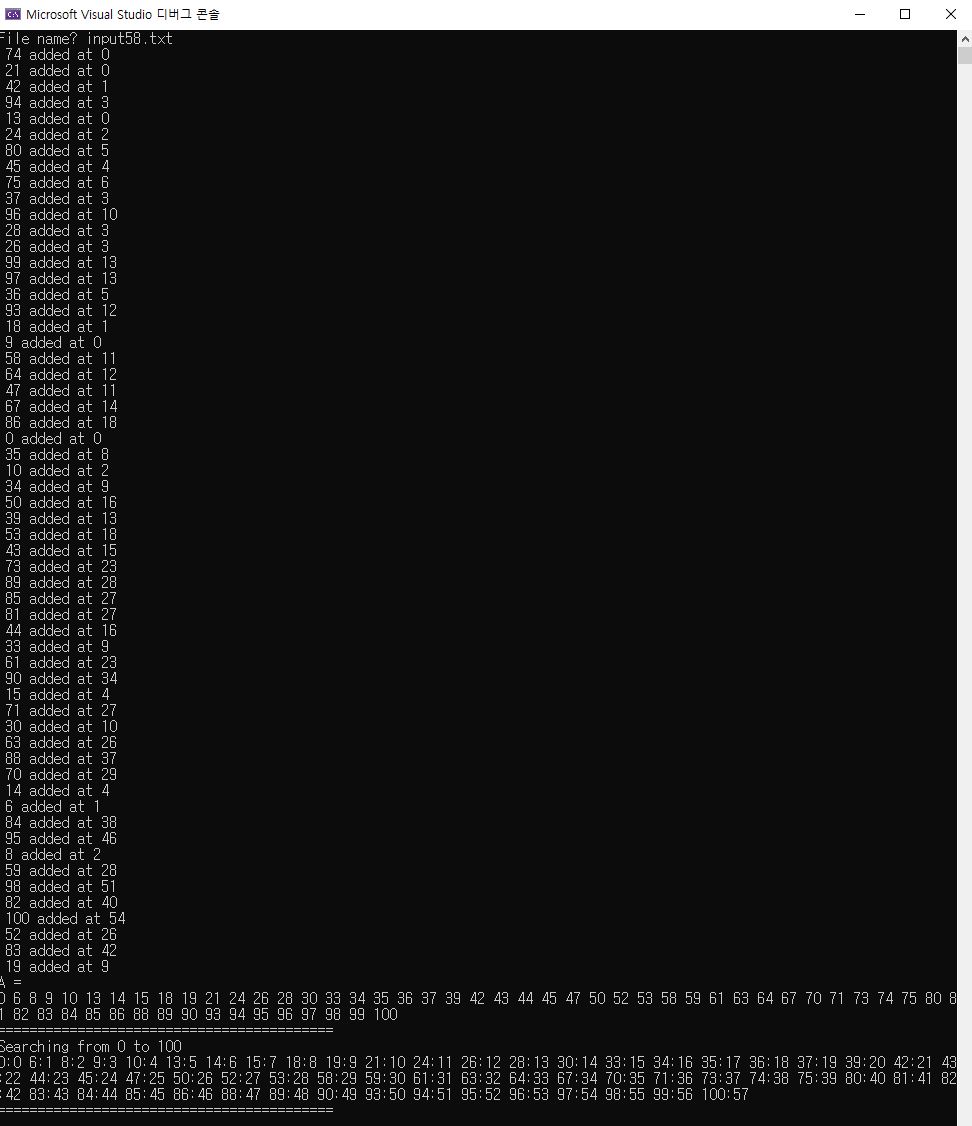 Microsoft Visual Studio 디버그 콘솔
File name? input58.txt
74 added at 0
21 added at 0
42 added at 1
94 added at 3
13 added at 0
24 added at 2
80 added at 5
45 added at 4
75 added at 6
37 added at 3
96 added at 10
28 added at 3
26 added at 3
99 added at 13
97 added at 13
36 added at 5
93 added at 12
18 added at 1
9 added at 0
58 added at 11
64 added at 12
47 added at 11
67 added at 14
86 added at 18
0 added at 0
35 added at 8
10 added at 2
34 added at 9
50 added at 16
39 added at 13
53 added at 18
43 added at 15
73 added at 23
89 added at 28
85 added at 27
81 added at 27
44 added at 16
33 added at 9
61 added at 23
90 added at 34
15 added at 4
71 added at 27
30 added at 10
63 added at 26
88 added at 37
70 added at 29
14 added at 4
6 added at 1
84 added at 38
95 added at 46
8 added at 2
59 added at 28
98 added at 51
82 added at 40
100 added at 54
52 added at 26
83 added at 42
19 added at 9
A =
0 6 8 9 10 13 14 15 18 19 21 24 26 28 30 33 34 35 36 37 39 42 43 44 45 47 50 52 53 58 59 61 63 64 67 70 71 73 74 75 80 8
1 82 83 84 85 86 88 89 90 93 94 95 96 97 98 99 100
==========================================
Searching from 0 to 100
0:0 6:1 8:2 9:3 10:4 13:5 14:6 15:7 18:8 19:9 21:10 24:11 26:12 28:13 30:14 33:15 34:16 35:17 36:18 37:19 39:20 42:21 43
:22 44:23 45:24 47:25 50:26 52:27 53:28 58:29 59:30 61:31 63:32 64:33 67:34 70:35 71:36 73:37 74:38 75:39 80:40 81:41 82
:42 83:43 84:44 85:45 86:46 88:47 89:48 90:49 93:50 94:51 95:52 96:53 97:54 98:55 99:56 100:57
==========================================